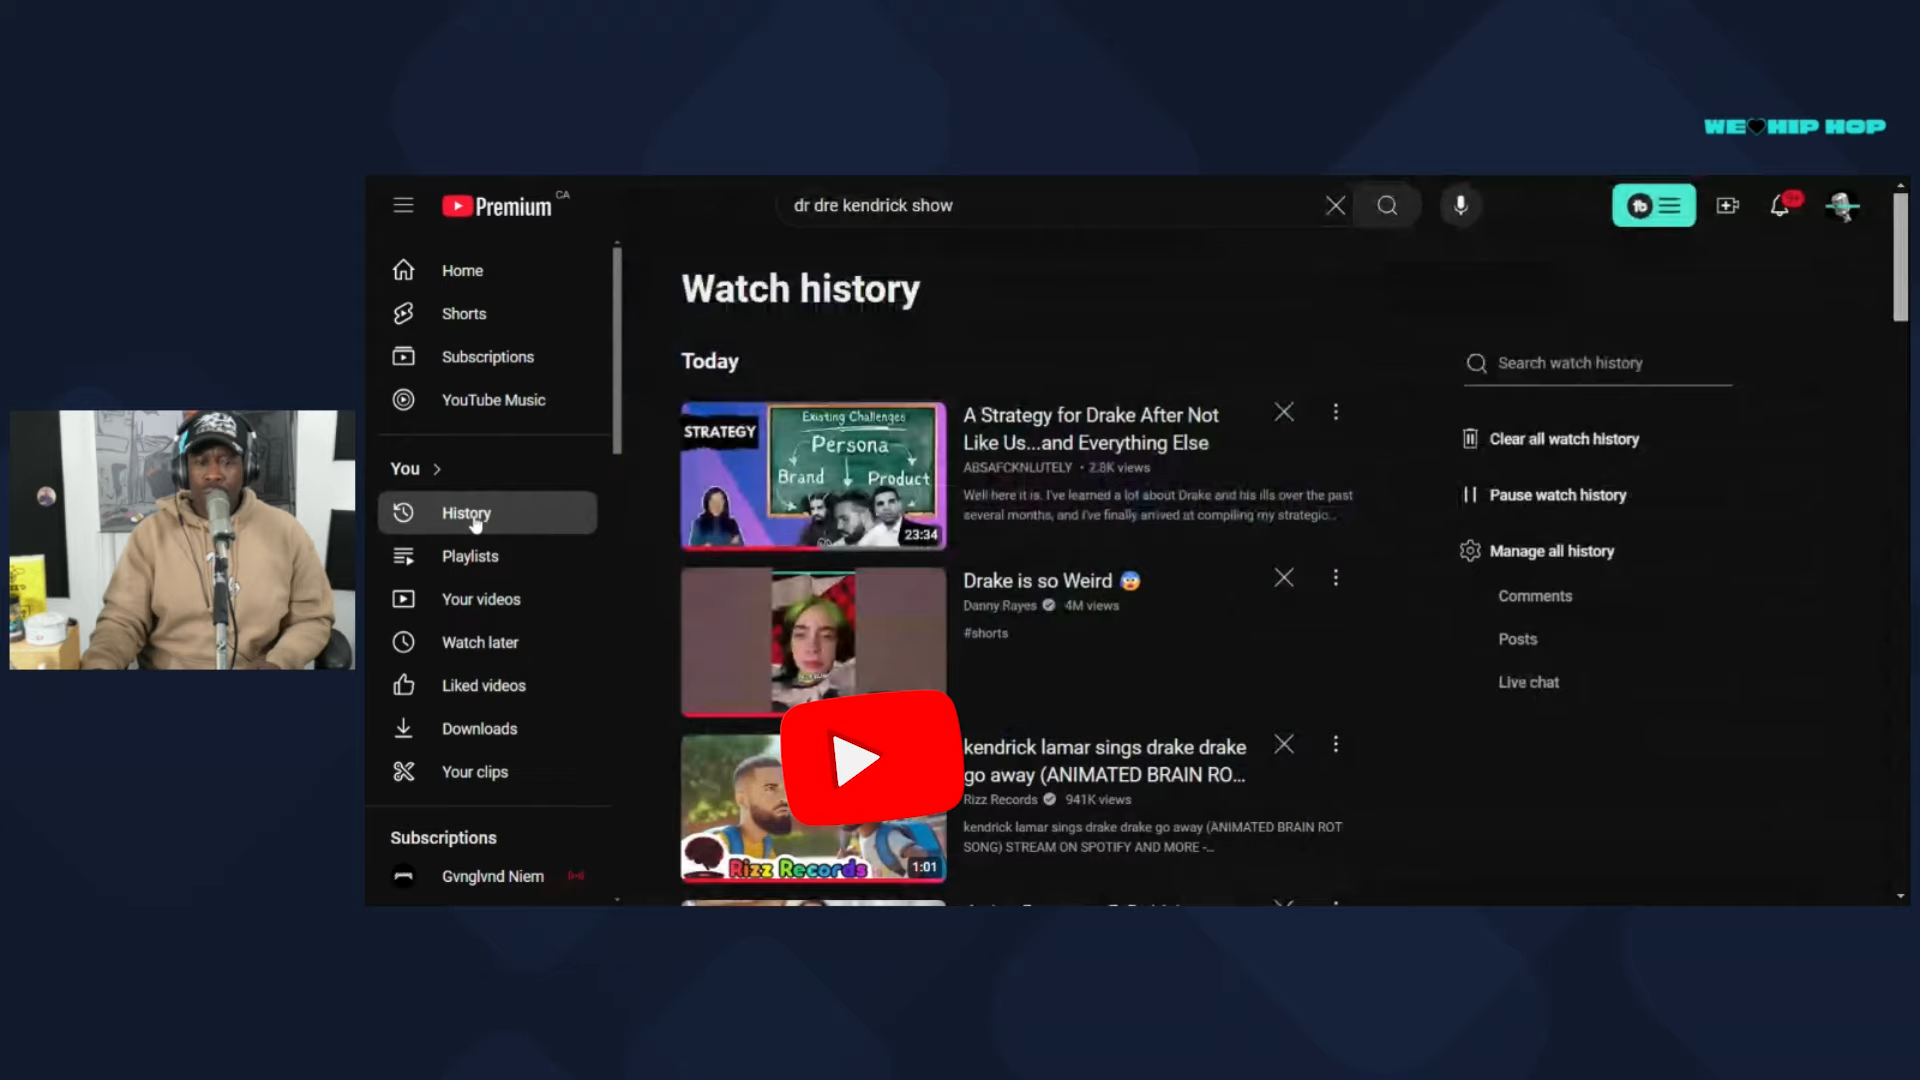 WE HIP HOP
Premium CA
dr dre kendrick show
9+
Home
Shorts
Subscriptions
YouTube Music
You
History
Playlists
Your videos
Watch later
Liked videos
Downloads
Your clips
Subscriptions
Gvnglvnd Niem
Watch history
Today
STRATEGY
Existing Challenges
Persona
Brand
Product
23:34
A Strategy for Drake After Not
Like Us...and Everything Else
ABSAFCKNLUTELY • 2.8K views
Well here it is. I've learned a lot about Drake and his ills over the past
several months, and I've finally arrived at compiling my strategic...
Drake is so Weird 😨
Danny Rayes 4M views
#shorts
Rizz Records
1:01
kendrick lamar sings drake drake
go away (ANIMATED BRAIN RO...
Rizz Records 941K views
kendrick lamar sings drake drake go away (ANIMATED BRAIN ROT
SONG) STREAM ON SPOTIFY AND MORE -...
Search watch history
Clear all watch history
Pause watch history
Manage all history
Comments
Posts
Live chat